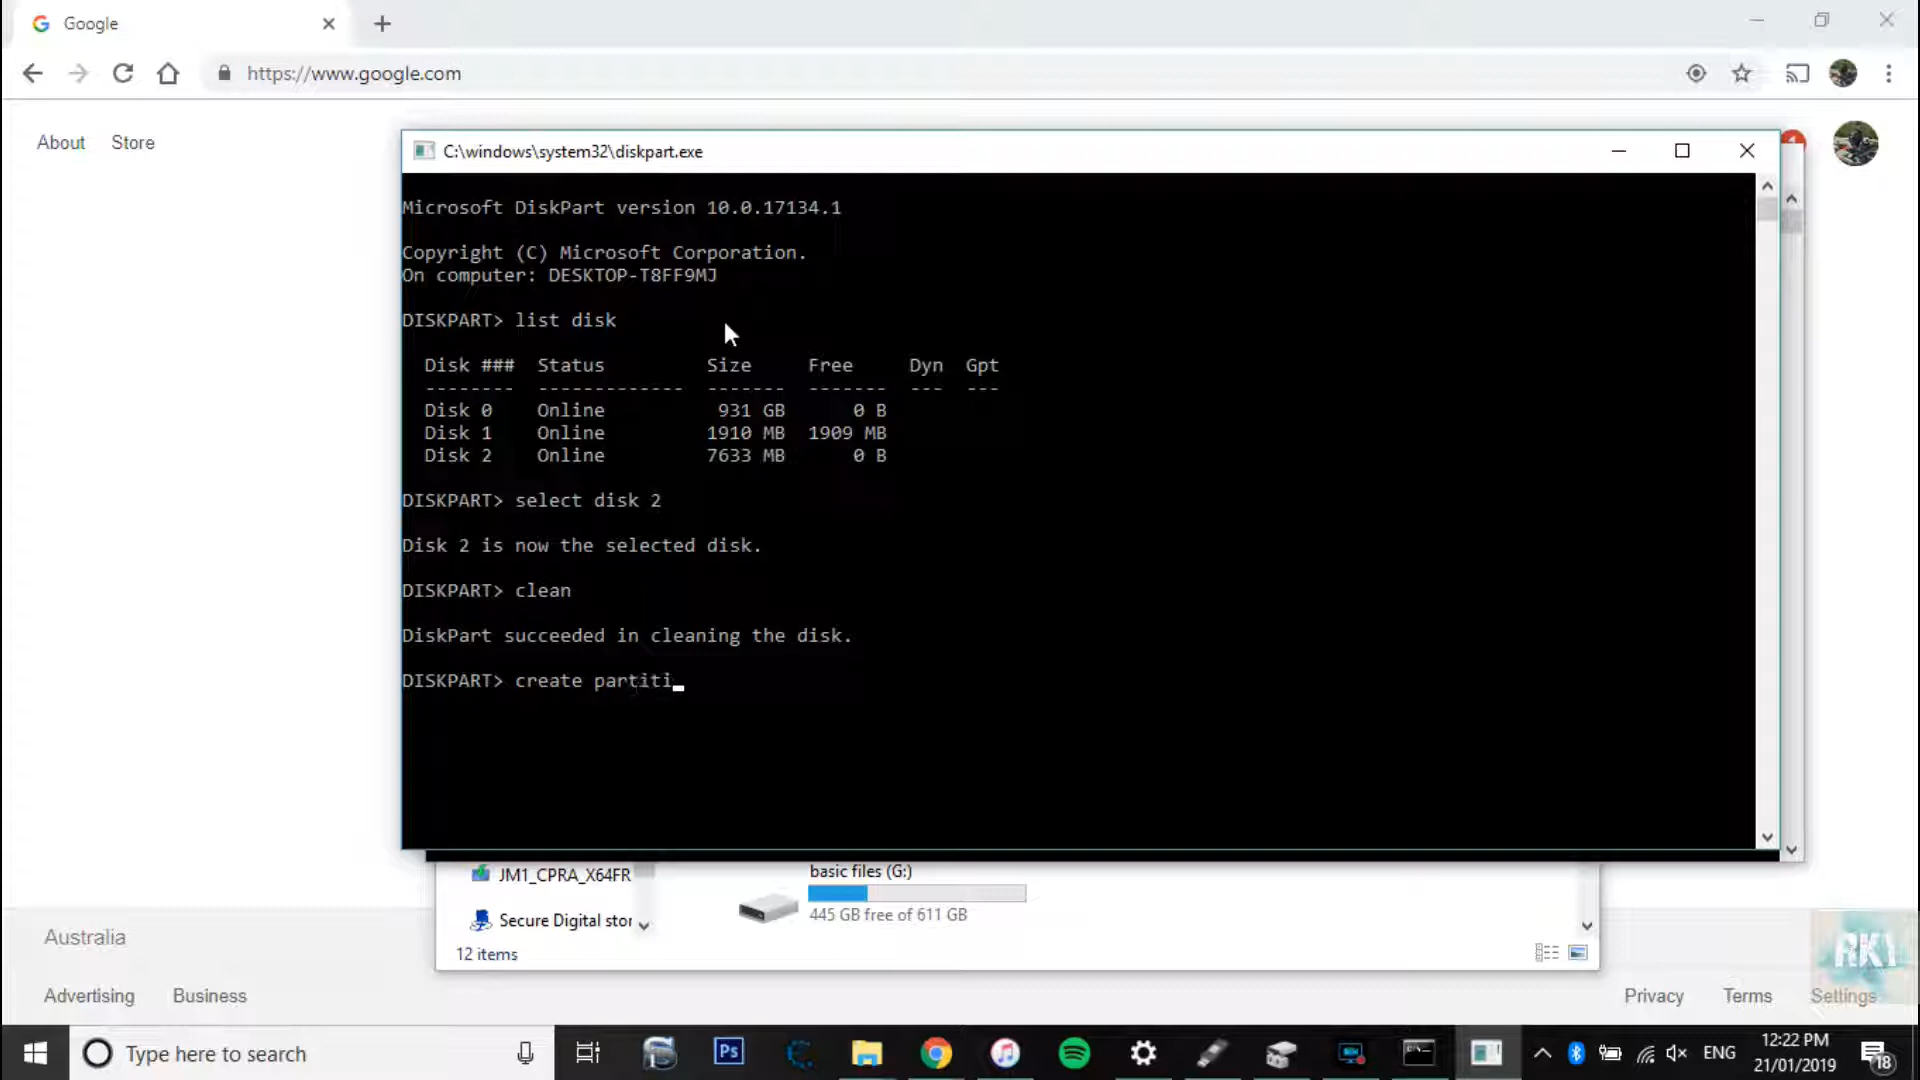 Google
https://www.google.com
About Store
C:\windows\system32\diskpart.exe
Microsoft DiskPart version 10.0.17134.1
Copyright (C) Microsoft Corporation.
On computer: DESKTOP-T8FF9MJ
DISKPART> list disk
Disk ### Status Size Free Dyn Gpt
-------- ------------- ------- ------- --- ---
Disk 0 Online 931 GB 0 B
Disk 1 Online 1910 MB 1909 MB
Disk 2 Online 7633 MB 0 B
DISKPART> select disk 2
Disk 2 is now the selected disk.
DISKPART> clean
DiskPart succeeded in cleaning the disk.
DISKPART> create partiti_
JM1_CPRA_X64FR
basic files (G:)
445 GB free of 611 GB
Secure Digital stor
12 items
Australia
RK1
Advertising Business
Privacy Terms Settings
Type here to search
Ps
ENG
12:22 PM
21/01/2019
18